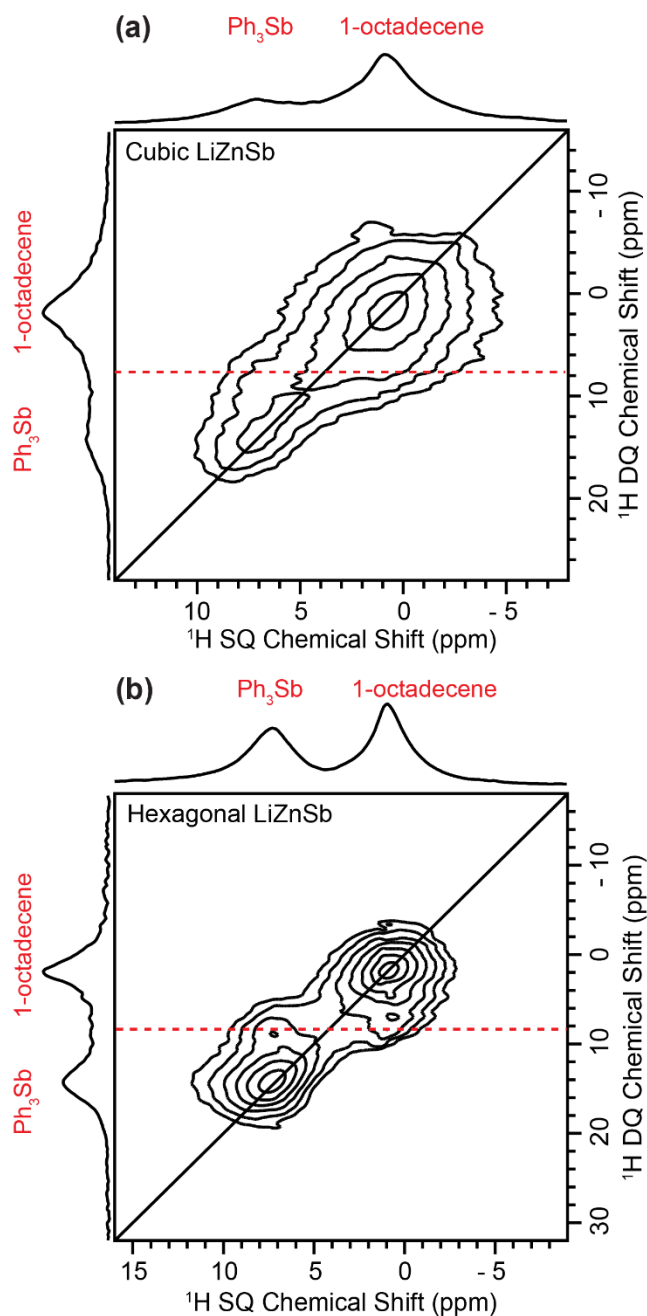 (a)
Ph₃Sb 1-octadecene
Cubic LiZnSb
1-octadecene
Ph₃Sb
- 10
0
10
20
¹H DQ Chemical Shift (ppm)
10 5 0 - 5
¹H SQ Chemical Shift (ppm)
(b)
Ph₃Sb 1-octadecene
Hexagonal LiZnSb
1-octadecene
Ph₃Sb
- 10
0
10
20
30
¹H DQ Chemical Shift (ppm)
15 10 5 0 - 5
¹H SQ Chemical Shift (ppm)